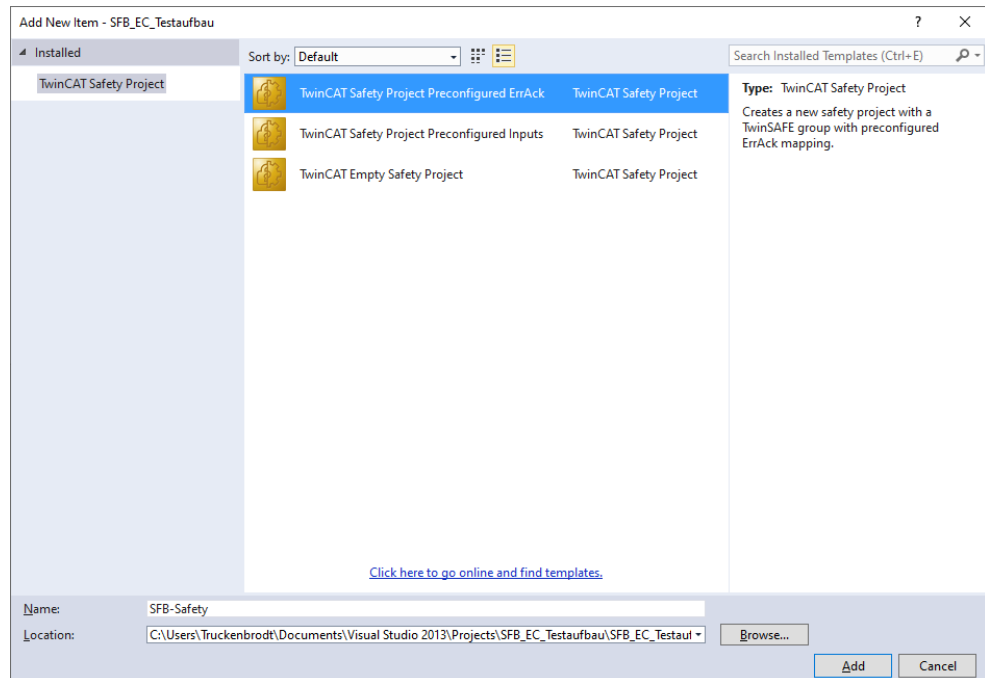 Add New Item - SFB_EC_Testaufbau ? ×
Installed
TwinCAT Safety Project
Sort by: Default
Search Installed Templates (Ctrl+E)
TwinCAT Safety Project Preconfigured ErrAck TwinCAT Safety Project
TwinCAT Safety Project Preconfigured Inputs TwinCAT Safety Project
TwinCAT Empty Safety Project TwinCAT Safety Project
Type: TwinCAT Safety Project
Creates a new safety project with a
TwinSAFE group with preconfigured
ErrAck mapping.
Click here to go online and find templates.
Name: SFB-Safety
Location: C:\Users\Truckenbrodt\Documents\Visual Studio 2013\Projects\SFB_EC_Testaufbau\SFB_EC_Testauf Browse...
Add Cancel